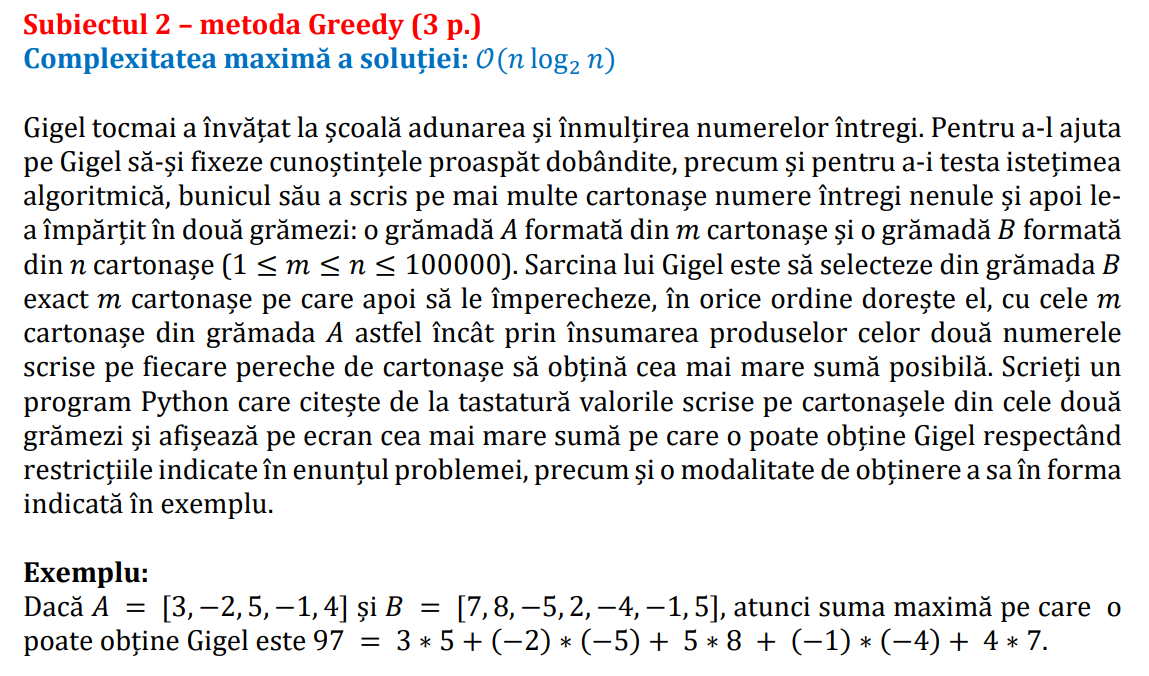 Subiectul 2 – metoda Greedy (3 p.)
Complexitatea maximă a soluției: 𝒪(n log₂ n)
Gigel tocmai a învățat la școală adunarea și înmulțirea numerelor întregi. Pentru a-l ajuta
pe Gigel să-și fixeze cunoștințele proaspăt dobândite, precum și pentru a-i testa istețimea
algoritmică, bunicul său a scris pe mai multe cartonașe numere întregi nenule și apoi le-
a împărțit în două grămezi: o grămadă A formată din m cartonașe și o grămadă B formată
din n cartonașe (1 ≤ m ≤ n ≤ 100000). Sarcina lui Gigel este să selecteze din grămada B
exact m cartonașe pe care apoi să le împerecheze, în orice ordine dorește el, cu cele m
cartonașe din grămada A astfel încât prin însumarea produselor celor două numerele
scrise pe fiecare pereche de cartonașe să obțină cea mai mare sumă posibilă. Scrieți un
program Python care citește de la tastatură valorile scrise pe cartonașele din cele două
grămezi și afișează pe ecran cea mai mare sumă pe care o poate obține Gigel respectând
restricțiile indicate în enunțul problemei, precum și o modalitate de obținere a sa în forma
indicată în exemplu.
Exemplu:
Dacă A = [3, −2, 5, −1, 4] și B = [7, 8, −5, 2, −4, −1, 5], atunci suma maximă pe care o
poate obține Gigel este 97 = 3 ∗ 5 + (−2) ∗ (−5) + 5 ∗ 8 + (−1) ∗ (−4) + 4 ∗ 7.